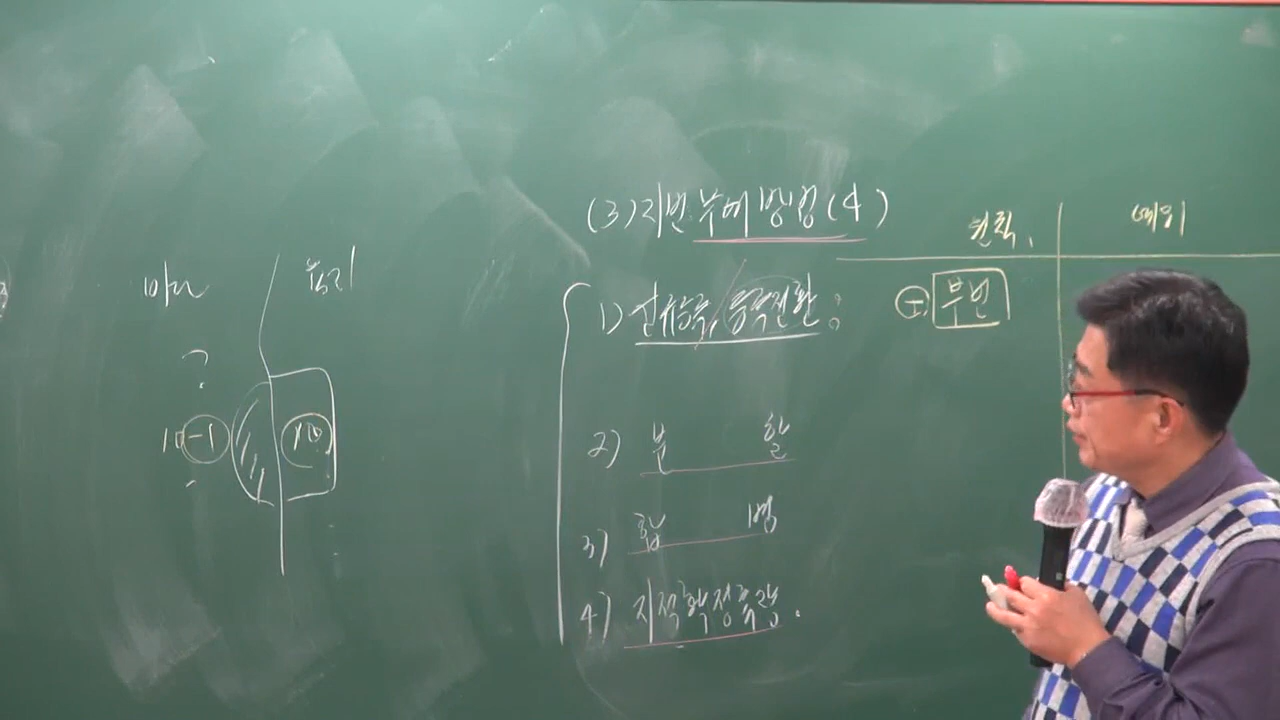 (3) 지번 부여방법 (4)
원칙, 예외
1) 신규등록, 등록전환 : ㊀ 부번
2) 분 할
3) 합 병
4) 지적확정측량.
?
10-1 10